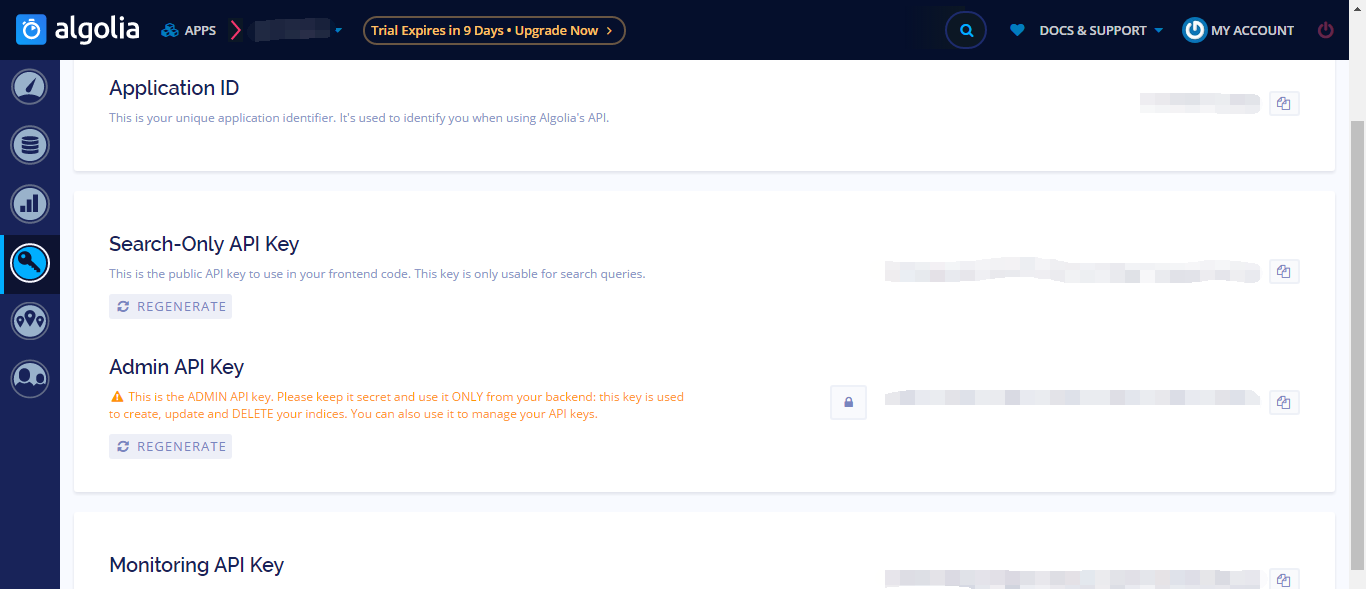 algolia
APPS
Trial Expires in 9 Days • Upgrade Now
DOCS & SUPPORT
MY ACCOUNT
Application ID
This is your unique application identifier. It's used to identify you when using Algolia's API.
Search-Only API Key
This is the public API key to use in your frontend code. This key is only usable for search queries.
REGENERATE
Admin API Key
This is the ADMIN API key. Please keep it secret and use it ONLY from your backend: this key is used
to create, update and DELETE your indices. You can also use it to manage your API keys.
REGENERATE
Monitoring API Key